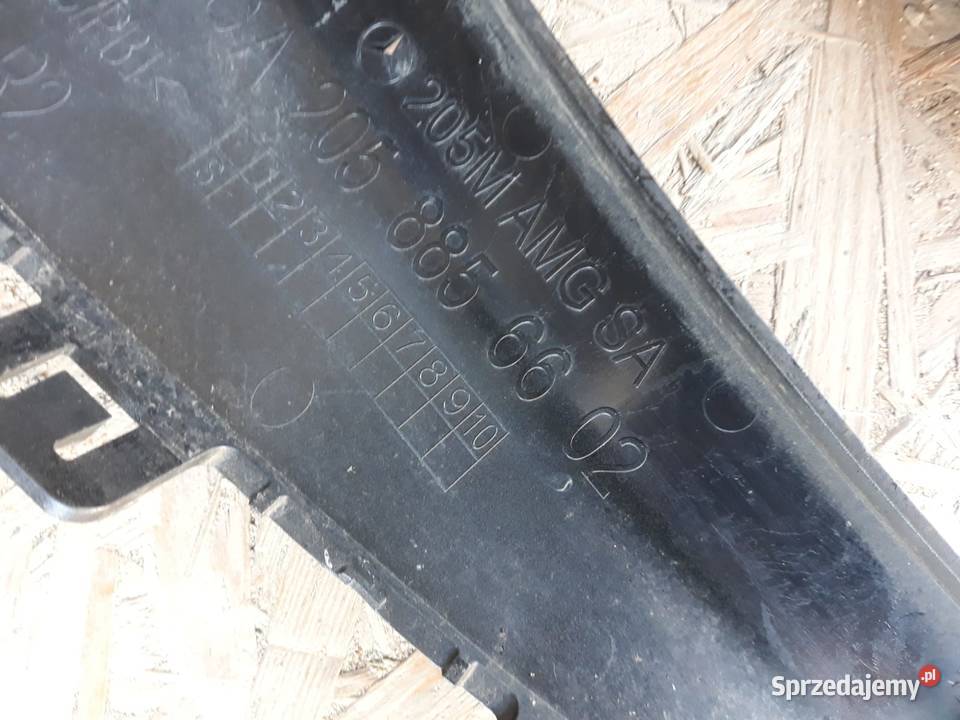 205M AMG SA
A 205 885 66 02
S 1 2 3 4 5 6 7 8 9 10
Sprzedajemy.pl